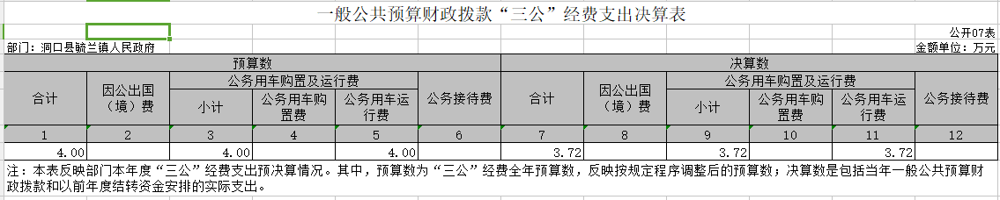 一般公共预算财政拨款“三公”经费支出决算表
公开07表
部门：洞口县毓兰镇人民政府 金额单位：万元
预算数 决算数
合计 因公出国（境）费 公务用车购置及运行费 公务接待费 合计 因公出国（境）费 公务用车购置及运行费 公务接待费
小计 公务用车购置费 公务用车运行费 小计 公务用车购置费 公务用车运行费
1 2 3 4 5 6 7 8 9 10 11 12
4.00 4.00 4.00 3.72 3.72 3.72
注：本表反映部门本年度“三公”经费支出预决算情况。其中，预算数为“三公”经费全年预算数，反映按规定程序调整后的预算数；决算数是包括当年一般公共预算财
政拨款和以前年度结转资金安排的实际支出。